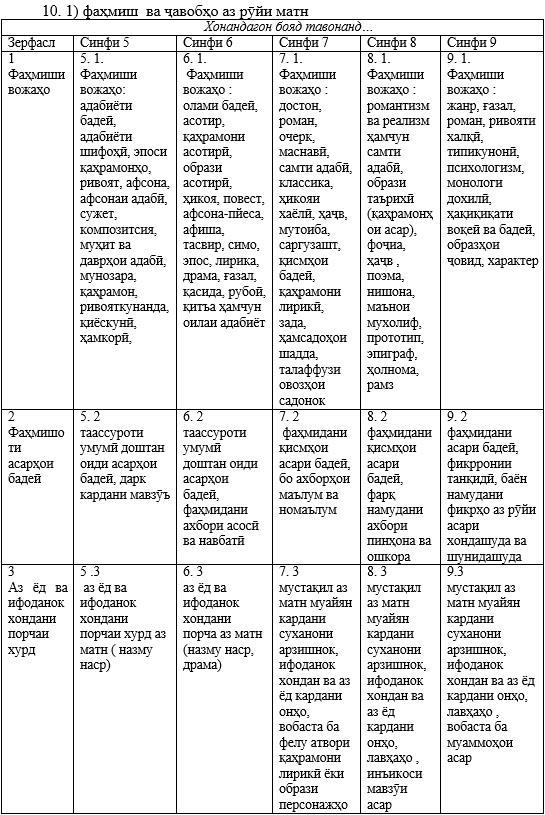 10. 1) фаҳмиш ва ҷавобҳо аз рӯйи матн
Хонандагон бояд тавонанд…
Зерфасл
Синфи 5
Синфи 6
Синфи 7
Синфи 8
Синфи 9
1
Фаҳмиши
вожаҳо
5. 1.
Фаҳмиши
вожаҳо:
адабиёти
бадеӣ,
адабиёти
шифоҳӣ, эпоси
қаҳрамонҳо,
ривоят, афсона,
афсонаи адабӣ,
сужет,
композитсия,
муҳит ва
даврҳои адабӣ,
мунозара,
қаҳрамон,
ривояткунанда,
қиёскунӣ,
ҳамкорӣ,
6. 1.
Фаҳмиши
вожаҳо :
олами бадеӣ,
асотир,
қаҳрамони
асотирӣ,
образи
асотирӣ,
ҳикоя, повест,
афсона-пйеса,
афиша,
тасвир, симо,
эпос, лирика,
драма, ғазал,
қасида, рубоӣ,
қитъа ҳамчун
оилаи адабиёт
7. 1.
Фаҳмиши
вожаҳо :
достон,
роман,
очерк,
маснавӣ,
самти адабӣ,
классика,
ҳикояи
хаёлӣ, ҳаҷв,
мутоиба,
саргузашт,
қисмҳои
бадеӣ,
қаҳрамони
лирикӣ,
зада,
ҳамсадоҳои
шадда,
талаффузи
овозҳои
садонок
8. 1.
Фаҳмиши
вожаҳо :
романтизм
ва реализм
ҳамчун
самти
адабӣ,
образи
таърихӣ
(қаҳрамонҳ
ои асар),
фоҷиа,
ҳаҷв ,
поэма,
нишона,
маънои
мухолиф,
прототип,
эпиграф,
ҳолнома,
рамз
9. 1.
Фаҳмиши
вожаҳо :
жанр, ғазал,
роман, ривояти
халқӣ,
типикунонӣ,
психологизм,
монологи
дохилӣ,
ҳақиқиқати
воқеӣ ва бадеӣ,
образҳои
ҷовид, характер
2
Фаҳмишо
ти
асарҳои
бадеӣ
5. 2
таассуроти
умумӣ доштан
оиди асарҳои
бадеӣ, дарк
кардани мавзӯъ
6. 2
таассуроти
умумӣ
доштан оиди
асарҳои
бадеӣ,
фаҳмидани
ахбори асосӣ
ва навбатӣ
7. 2
фаҳмидани
қисмҳои
асари бадеӣ,
бо ахборҳои
маълум ва
номаълум
8. 2
фаҳмидани
қисмҳои
асари
бадеӣ,
фарқ
намудани
ахбори
пинҳона ва
ошкора
9. 2
фаҳмидани
асари бадеӣ,
фикрронии
танқидӣ, баён
намудани
фикрҳо аз рӯйи
асари
хондашуда ва
шунидашуда
3
Аз ёд ва
ифоданок
хондани
порчаи
хурд
5 .3
аз ёд ва
ифоданок
хондани
порчаи хурд аз
матн ( назму
наср)
6. 3
аз ёд ва
ифоданок
хондани
порча аз матн
(назму наср,
драма)
7. 3
мустақил аз
матн муайян
кардани
суханони
арзишнок,
ифоданок
хондан ва аз
ёд кардани
онҳо,
вобаста ба
фелу атвори
қаҳрамони
лирикӣ ёки
образи
персонажҳо
8. 3
мустақил
аз матн
муайян
кардани
суханони
арзишнок,
ифоданок
хондан ва
аз ёд
кардани
онҳо,
лавҳаҳо ,
инъикоси
мавзӯи
асар
9.3
мустақил аз
матн муайян
кардани
суханони
арзишнок,
ифоданок
хондан ва аз ёд
кардани онҳо,
лавҳаҳо ,
вобаста ба
муаммоҳои
асар